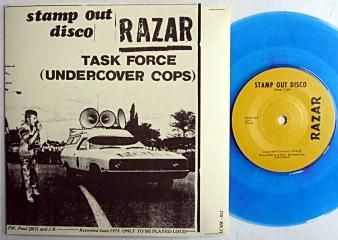 stamp out
disco
RAZAR
TASK FORCE
(UNDERCOVER COPS)
Recorded June 1978. ONLY TO BE PLAYED LOUD
STAMP OUT DISCO
RAZAR